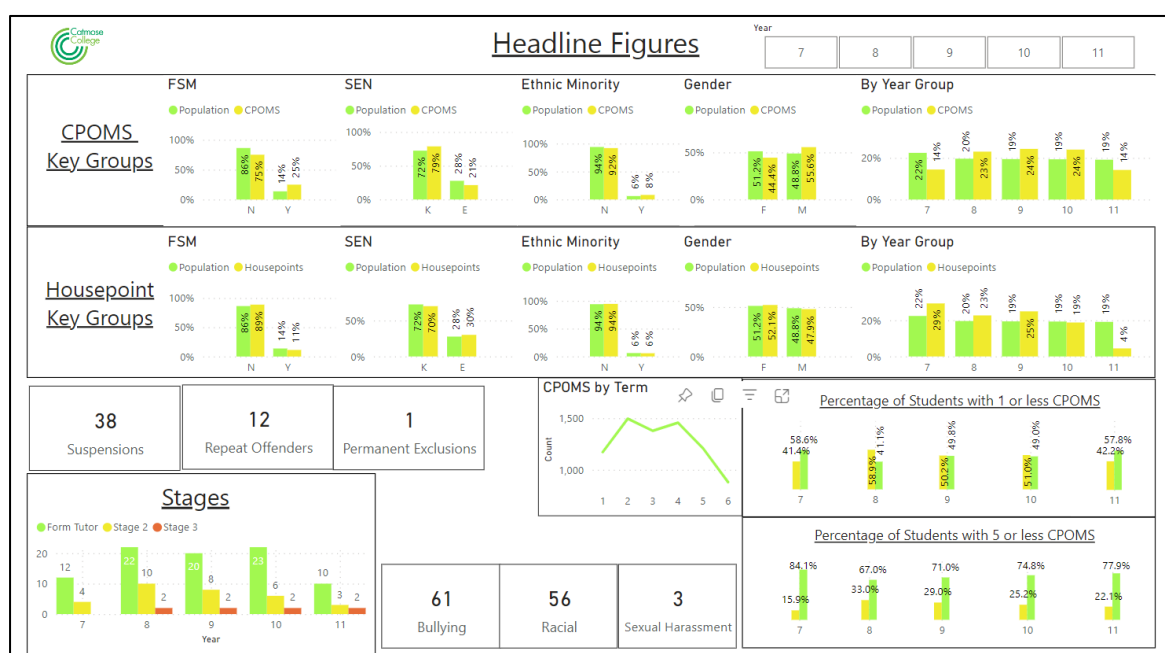 Catmose
College
Headline Figures
Year
7 8 9 10 11
CPOMS
Key Groups
FSM
Population CPOMS
100%
50%
0%
86% 75% 14% 25%
N Y
SEN
Population CPOMS
100%
50%
0%
72% 79% 28% 21%
K E
Ethnic Minority
Population CPOMS
100%
50%
0%
94% 92% 6% 8%
N Y
Gender
Population CPOMS
50%
0%
51.2% 44.4% 48.8% 55.6%
F M
By Year Group
Population CPOMS
20%
0%
22% 14% 20% 23% 19% 24% 19% 24% 19% 14%
7 8 9 10 11
Housepoint
Key Groups
FSM
Population Housepoints
100%
50%
0%
86% 89% 14% 11%
N Y
SEN
Population Housepoints
50%
0%
72% 70% 28% 30%
K E
Ethnic Minority
Population Housepoints
100%
50%
0%
94% 94% 6% 6%
N Y
Gender
Population Housepoints
50%
0%
51.2% 52.1% 48.8% 47.9%
F M
By Year Group
Population Housepoints
20%
0%
22% 29% 20% 23% 19% 25% 19% 19% 19% 4%
7 8 9 10 11
38
Suspensions
12
Repeat Offenders
1
Permanent Exclusions
CPOMS by Term
Count
1,500
1,000
1 2 3 4 5 6
Percentage of Students with 1 or less CPOMS
41.4% 58.6% 58.9% 41.1% 50.2% 49.8% 51.0% 49.0% 42.2% 57.8%
7 8 9 10 11
Stages
Form Tutor Stage 2 Stage 3
20
10
0
12 4 22 10 2 20 8 2 23 6 2 10 3 2
7 8 9 10 11
Year
61
Bullying
56
Racial
3
Sexual Harassment
Percentage of Students with 5 or less CPOMS
15.9% 84.1% 33.0% 67.0% 29.0% 71.0% 25.2% 74.8% 22.1% 77.9%
7 8 9 10 11